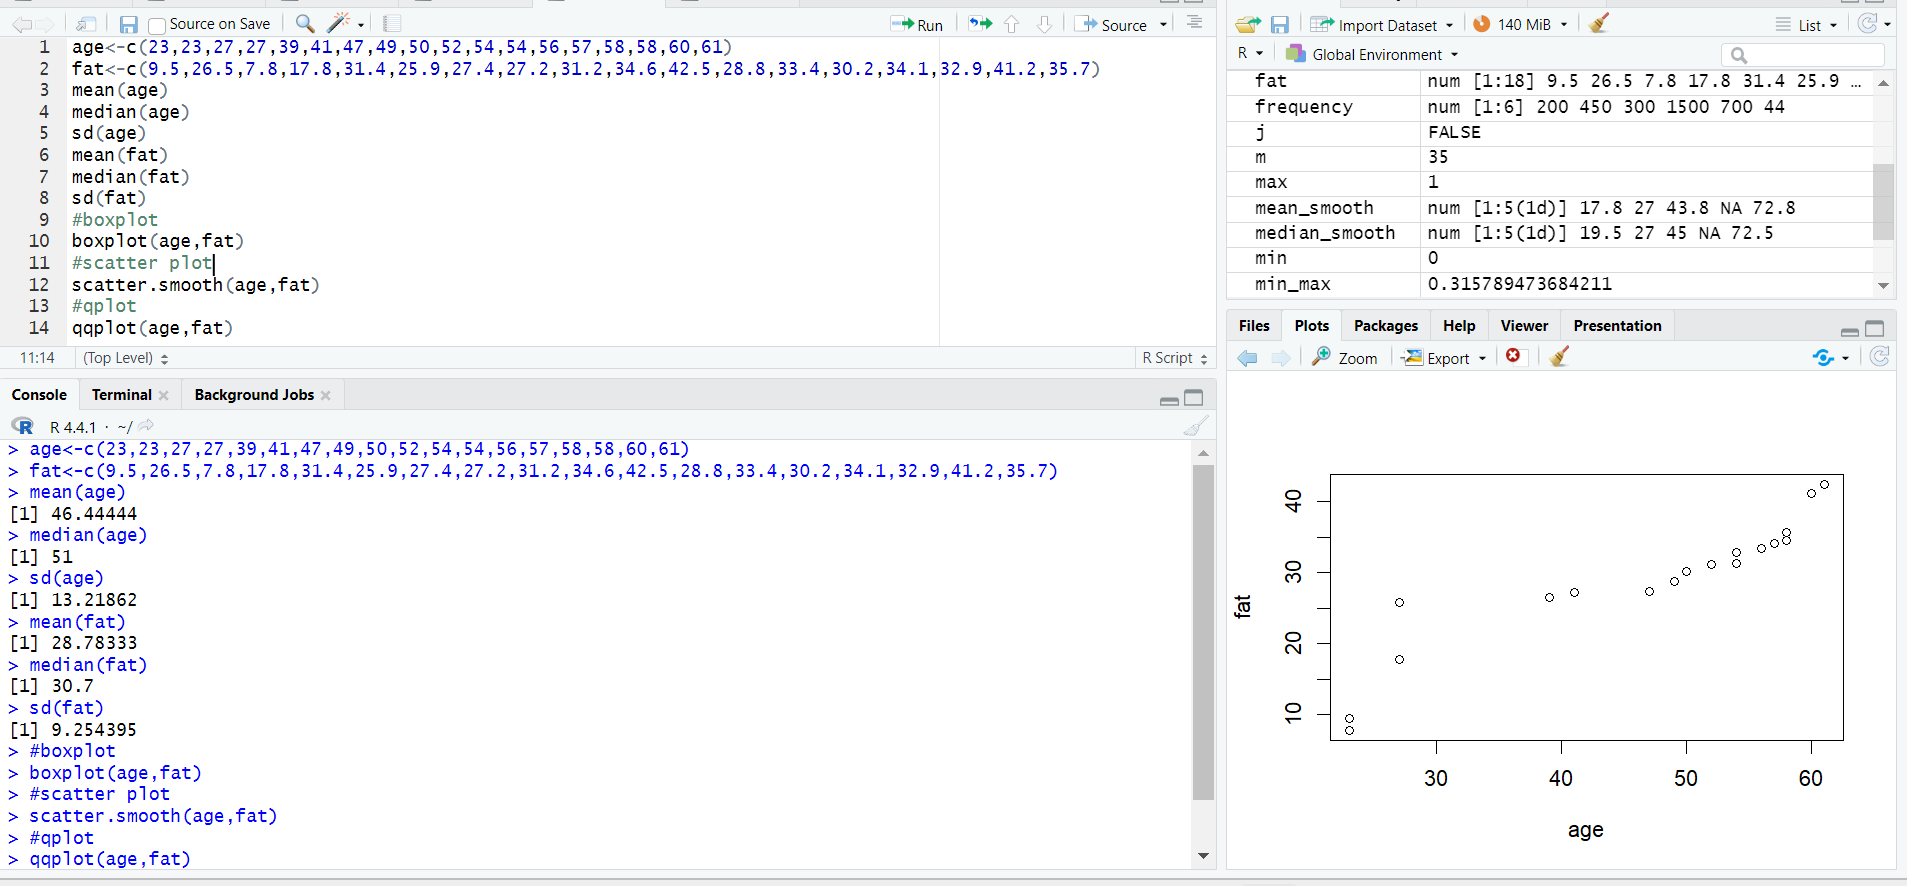 Source on Save Run Source
1 age<-c(23,23,27,27,39,41,47,49,50,52,54,54,56,57,58,58,60,61)
2 fat<-c(9.5,26.5,7.8,17.8,31.4,25.9,27.4,27.2,31.2,34.6,42.5,28.8,33.4,30.2,34.1,32.9,41.2,35.7)
3 mean(age)
4 median(age)
5 sd(age)
6 mean(fat)
7 median(fat)
8 sd(fat)
9 #boxplot
10 boxplot(age,fat)
11 #scatter plot
12 scatter.smooth(age,fat)
13 #qplot
14 qqplot(age,fat)
11:14 (Top Level) R Script
Console Terminal Background Jobs
R R 4.4.1 · ~/
> age<-c(23,23,27,27,39,41,47,49,50,52,54,54,56,57,58,58,60,61)
> fat<-c(9.5,26.5,7.8,17.8,31.4,25.9,27.4,27.2,31.2,34.6,42.5,28.8,33.4,30.2,34.1,32.9,41.2,35.7)
> mean(age)
[1] 46.44444
> median(age)
[1] 51
> sd(age)
[1] 13.21862
> mean(fat)
[1] 28.78333
> median(fat)
[1] 30.7
> sd(fat)
[1] 9.254395
> #boxplot
> boxplot(age,fat)
> #scatter plot
> scatter.smooth(age,fat)
> #qplot
> qqplot(age,fat)
Import Dataset 140 MiB List
R Global Environment
fat num [1:18] 9.5 26.5 7.8 17.8 31.4 25.9 …
frequency num [1:6] 200 450 300 1500 700 44
j FALSE
m 35
max 1
mean_smooth num [1:5(1d)] 17.8 27 43.8 NA 72.8
median_smooth num [1:5(1d)] 19.5 27 45 NA 72.5
min 0
min_max 0.315789473684211
Files Plots Packages Help Viewer Presentation
Zoom Export
40
30
20
10
fat
30 40 50 60
age